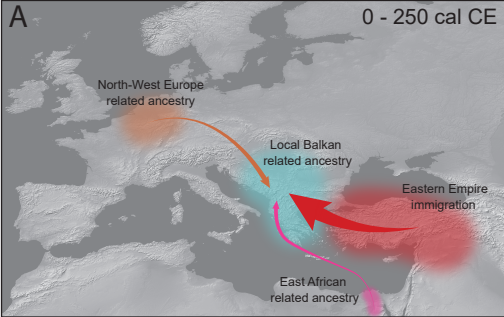 A
0 - 250 cal CE
North-West Europe
related ancestry
Local Balkan
related ancestry
Eastern Empire
immigration
East African
related ancestry